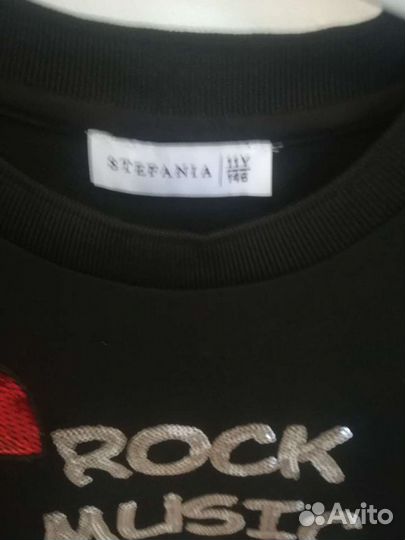 STEFANIA
11Y
146
ROCK
MUSIC
Avito